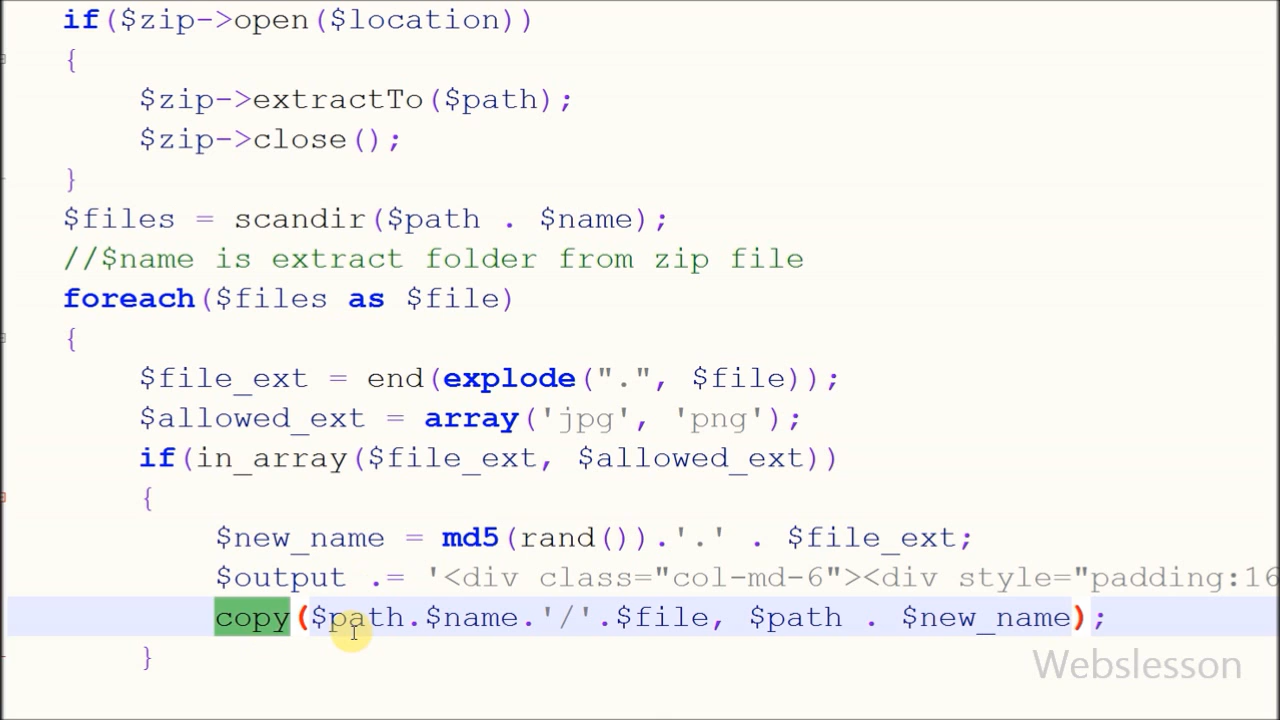 if($zip->open($location))
{
$zip->extractTo($path);
$zip->close();
}
$files = scandir($path . $name);
//$name is extract folder from zip file
foreach($files as $file)
{
$file_ext = end(explode(".", $file));
$allowed_ext = array('jpg', 'png');
if(in_array($file_ext, $allowed_ext))
{
$new_name = md5(rand()).'.' . $file_ext;
$output .= '<div class="col-md-6"><div style="padding:16
copy($path.$name.'/'.$file, $path . $new_name);
}
Webslesson